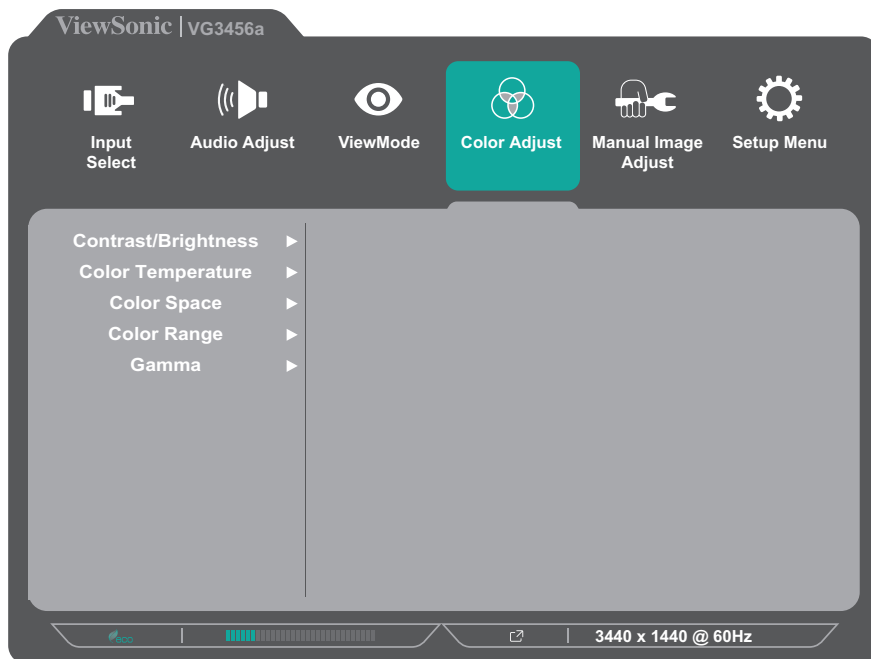 ViewSonic | VG3456a
Input
Select
Audio Adjust
ViewMode
Color Adjust
Manual Image
Adjust
Setup Menu
Contrast/Brightness
Color Temperature
Color Space
Color Range
Gamma
eco
3440 x 1440 @ 60Hz